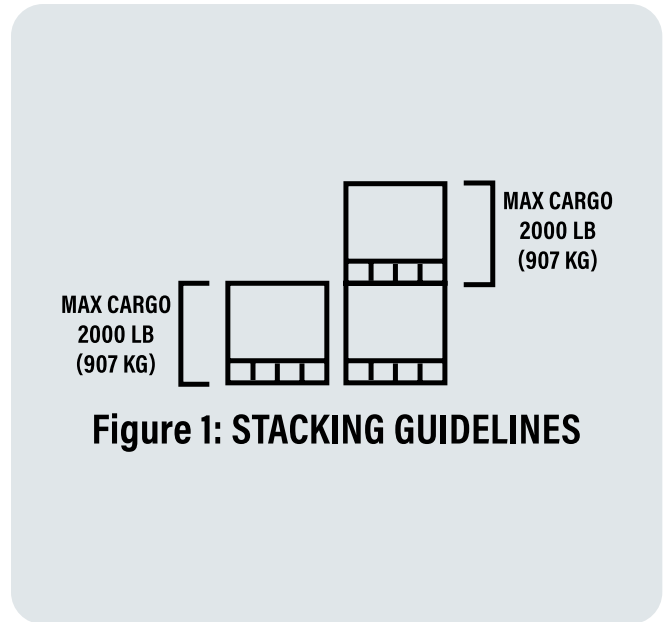 MAX CARGO
2000 LB
(907 KG)
MAX CARGO
2000 LB
(907 KG)
Figure 1: STACKING GUIDELINES